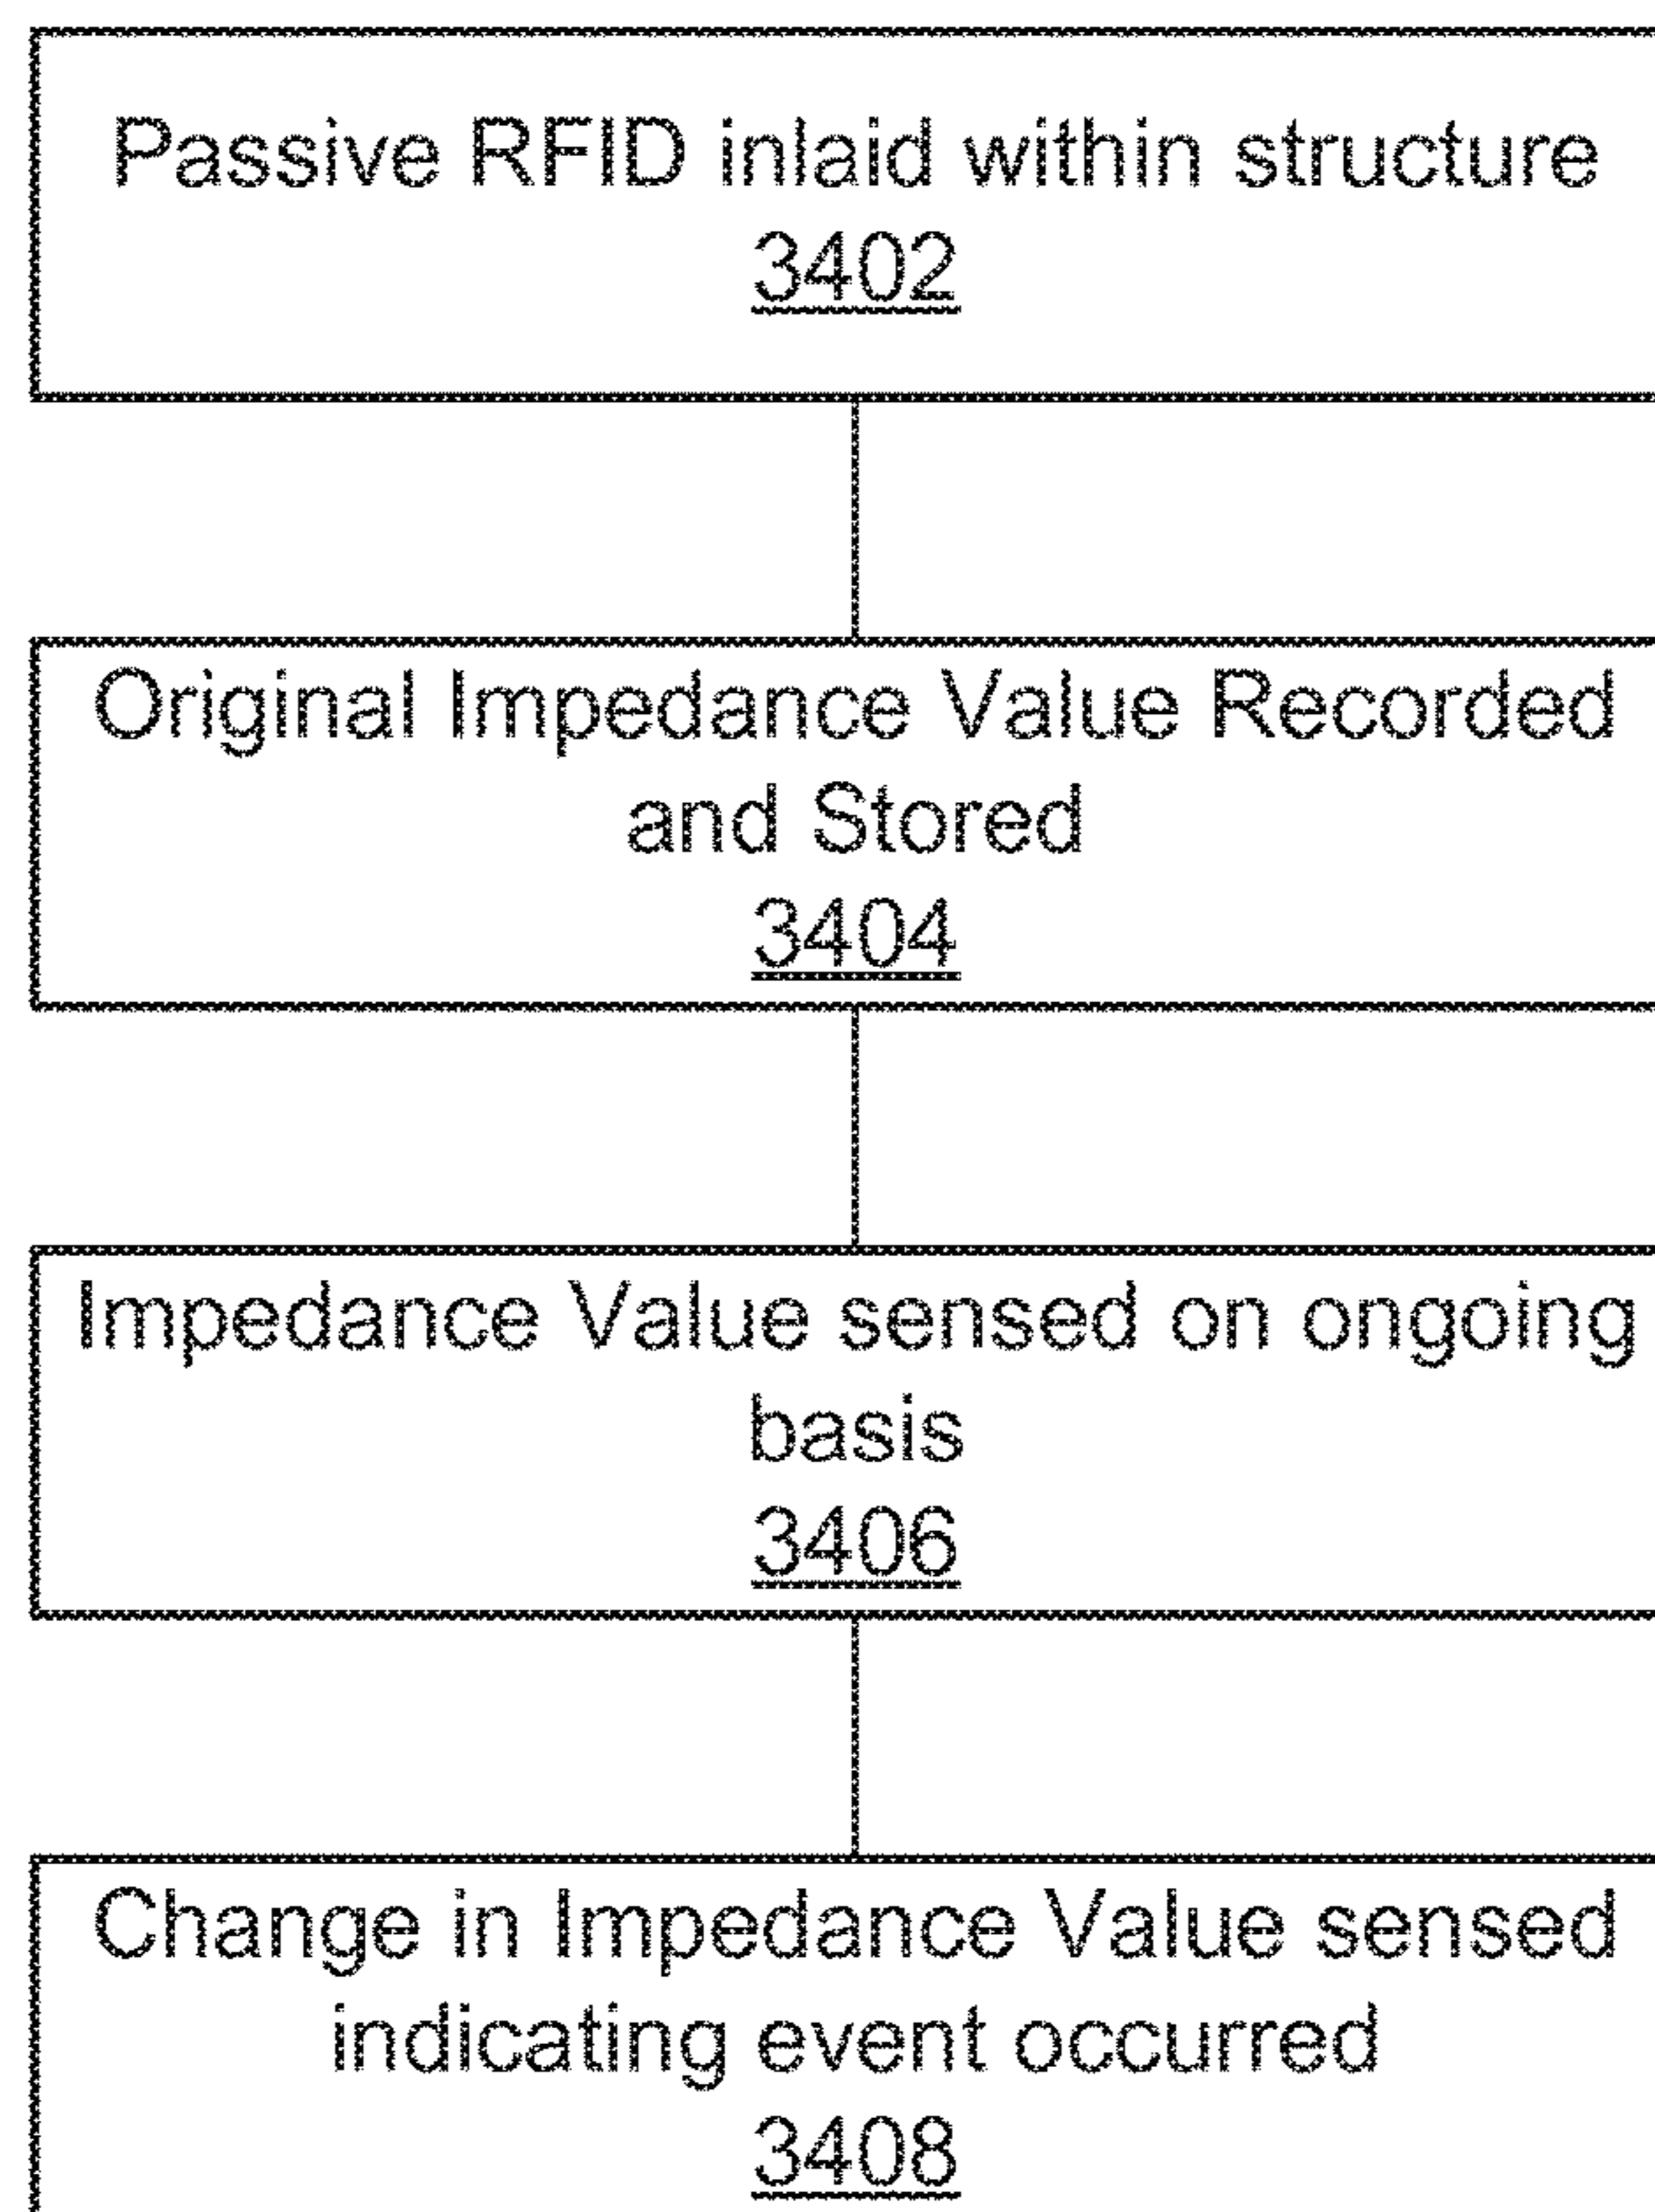 Passive RFID inlaid within structure
3402
Original Impedance Value Recorded
and Stored
3404
Impedance Value sensed on ongoing
basis
3406
Change in Impedance Value sensed
indicating event occurred
3408